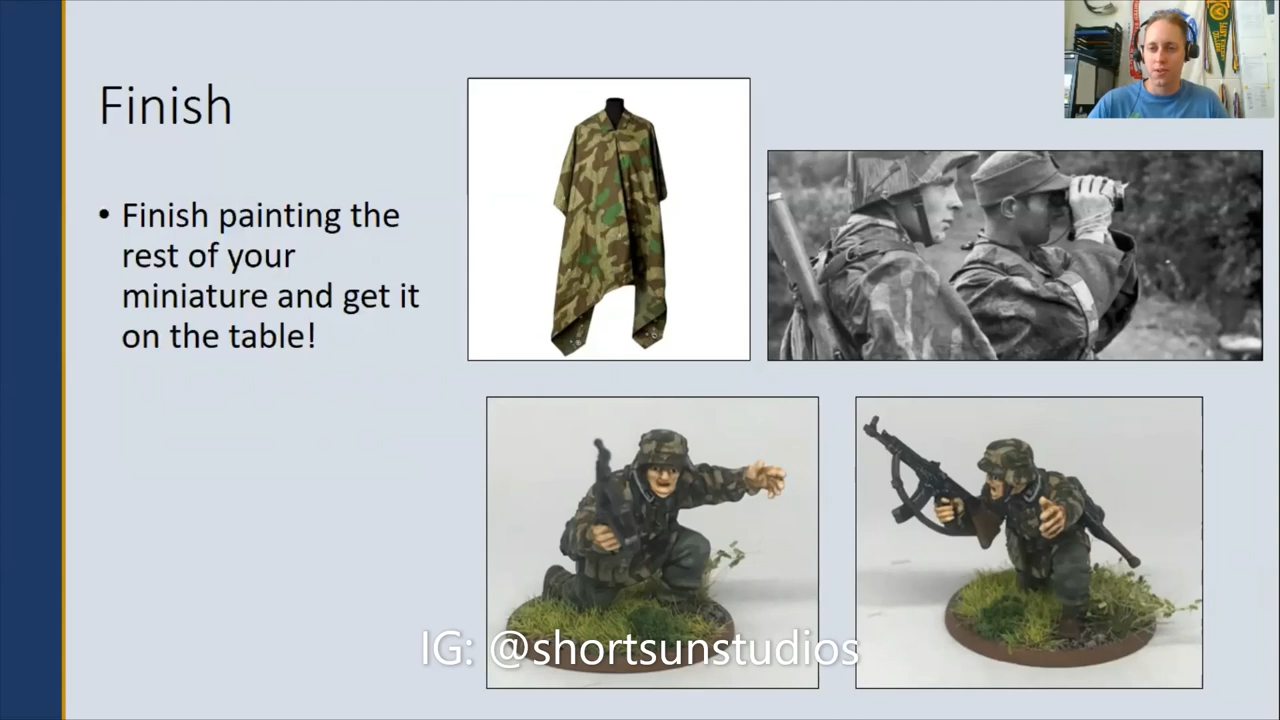 Finish
• Finish painting the
rest of your
miniature and get it
on the table!
IG: @shortsunstudios